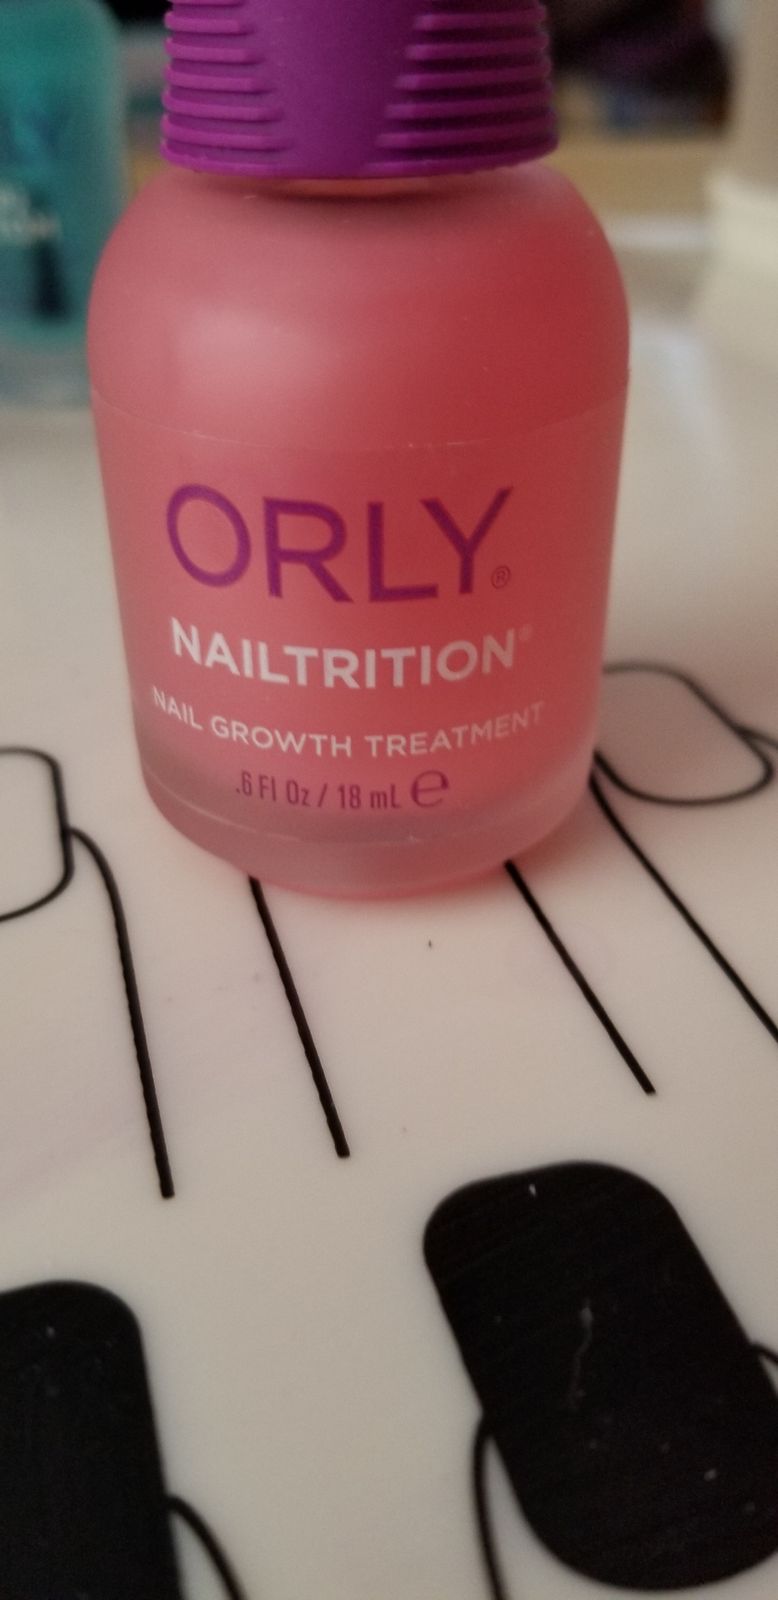 ORLY®
NAILTRITION®
NAIL GROWTH TREATMENT
.6 Fl Oz / 18 mL ℮